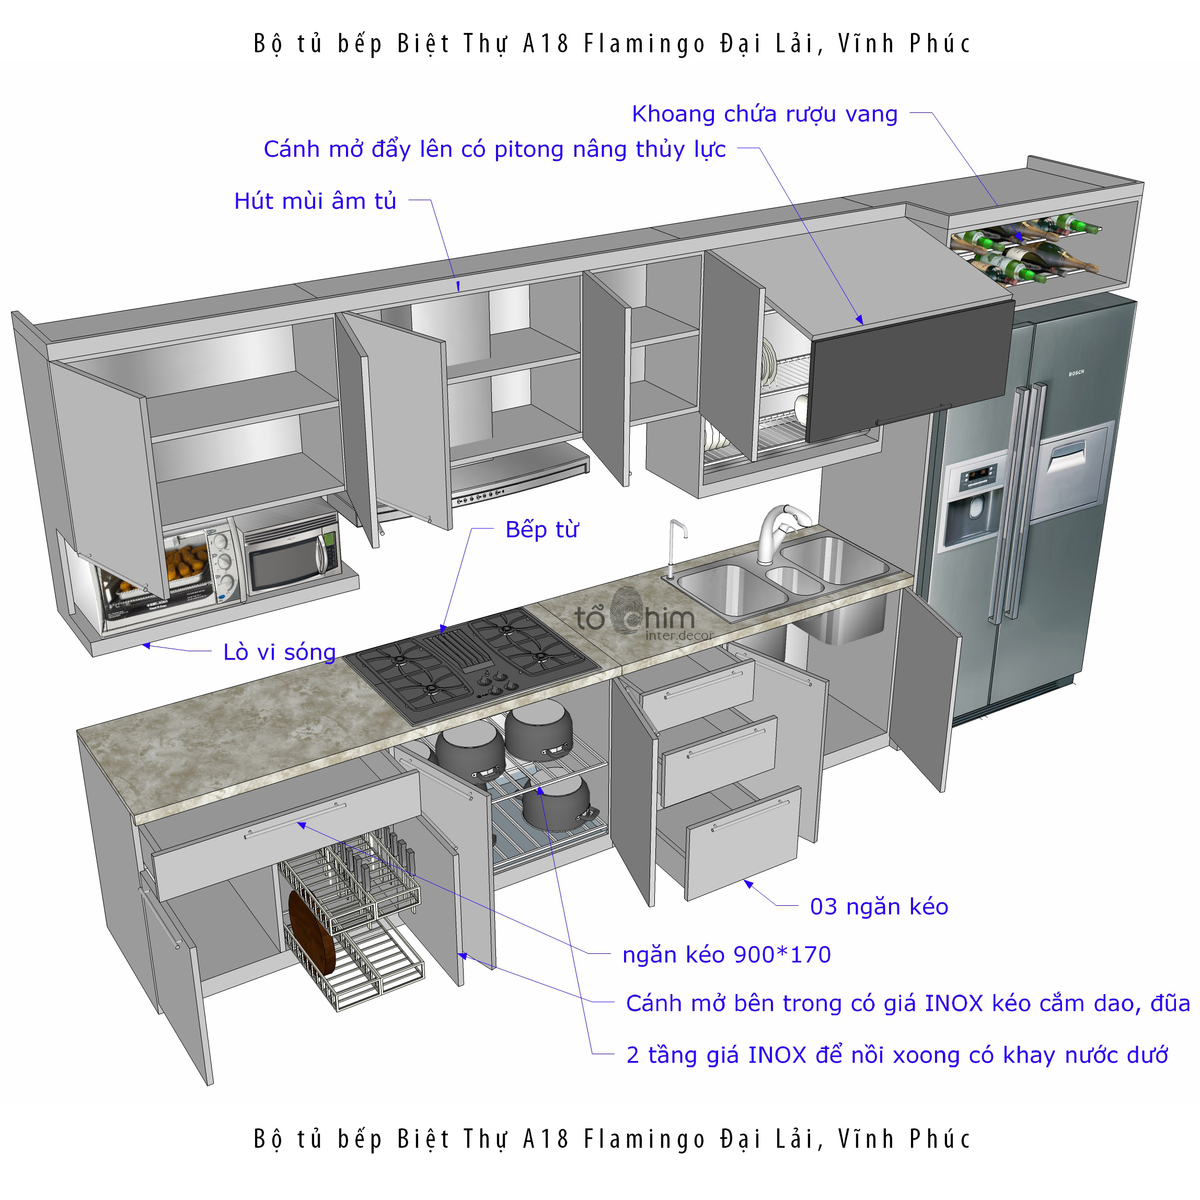 Bộ tủ bếp Biệt Thự A18 Flamingo Đại Lải, Vĩnh Phúc
Khoang chứa rượu vang
Cánh mở đẩy lên có pitong nâng thủy lực
Hút mùi âm tủ
BOSCH
Bếp từ
tổ chim
inter.decor
Lò vi sóng
03 ngăn kéo
ngăn kéo 900*170
Cánh mở bên trong có giá INOX kéo cắm dao, đũa
2 tầng giá INOX để nồi xoong có khay nước dướ
Bộ tủ bếp Biệt Thự A18 Flamingo Đại Lải, Vĩnh Phúc